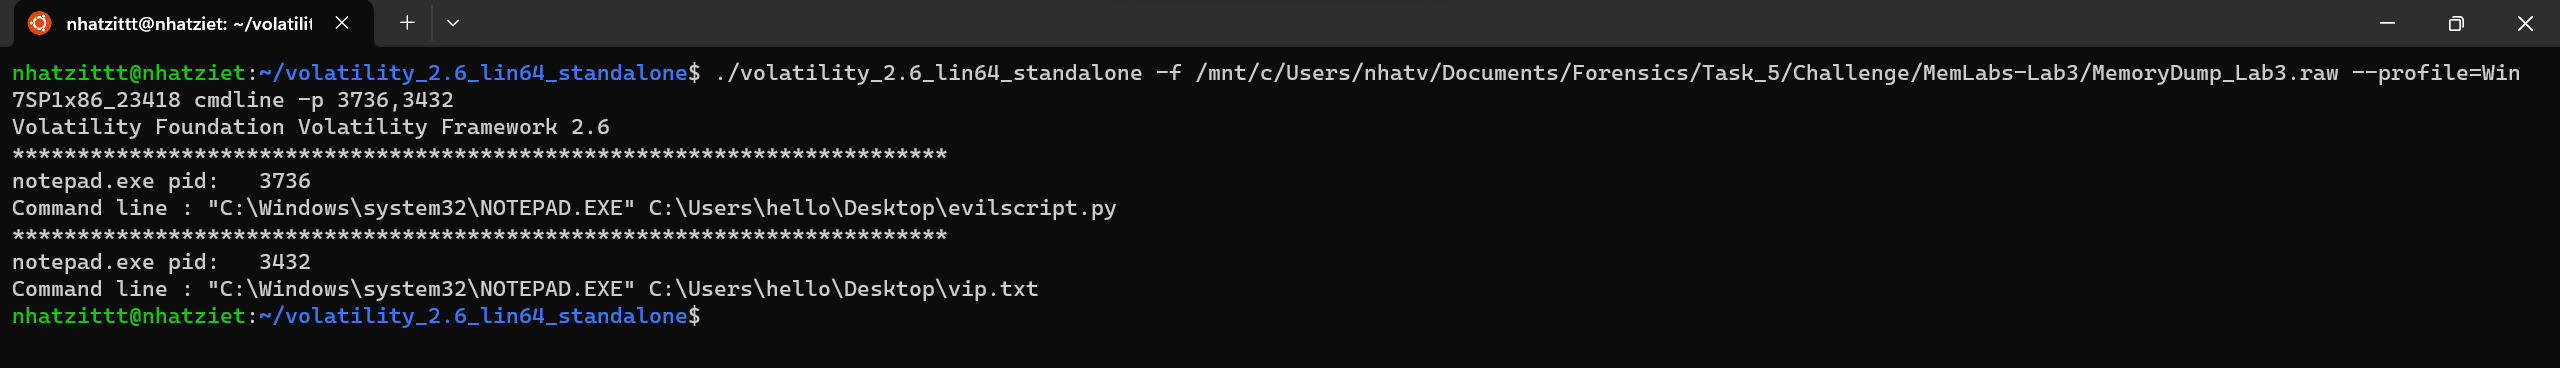 nhatzittt@nhatziet: ~/volatilit
nhatzittt@nhatziet:~/volatility_2.6_lin64_standalone$ ./volatility_2.6_lin64_standalone -f /mnt/c/Users/nhatv/Documents/Forensics/Task_5/Challenge/MemLabs-Lab3/MemoryDump_Lab3.raw --profile=Win
7SP1x86_23418 cmdline -p 3736,3432
Volatility Foundation Volatility Framework 2.6
************************************************************************
notepad.exe pid:   3736
Command line : "C:\Windows\system32\NOTEPAD.EXE" C:\Users\hello\Desktop\evilscript.py
************************************************************************
notepad.exe pid:   3432
Command line : "C:\Windows\system32\NOTEPAD.EXE" C:\Users\hello\Desktop\vip.txt
nhatzittt@nhatziet:~/volatility_2.6_lin64_standalone$